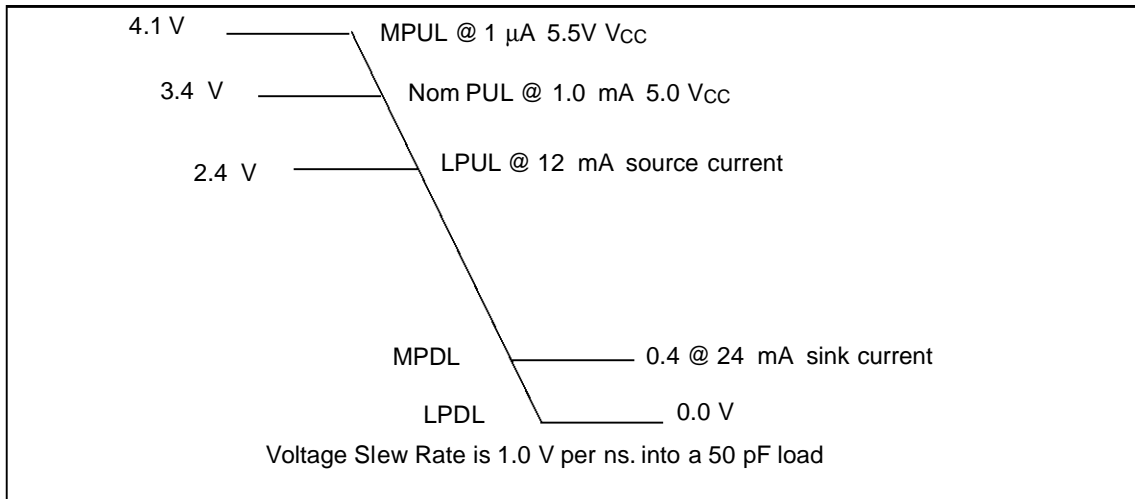 4.1 V MPUL @ 1 μA 5.5V VCC
3.4 V Nom PUL @ 1.0 mA 5.0 VCC
2.4 V LPUL @ 12 mA source current
MPDL 0.4 @ 24 mA sink current
LPDL 0.0 V
Voltage Slew Rate is 1.0 V per ns. into a 50 pF load